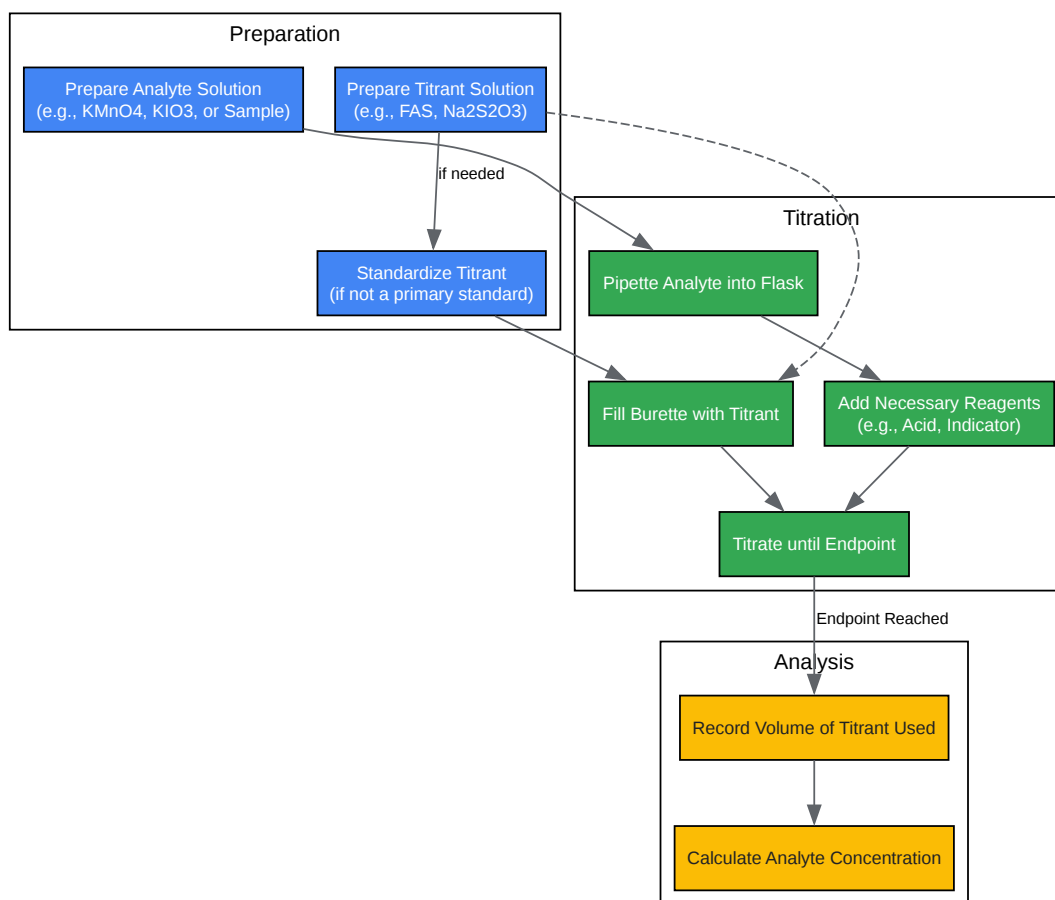 Preparation
Prepare Analyte Solution
(e.g., KMnO4, KIO3, or Sample)
Prepare Titrant Solution
(e.g., FAS, Na2S2O3)
if needed
Standardize Titrant
(if not a primary standard)
Titration
Pipette Analyte into Flask
Fill Burette with Titrant
Add Necessary Reagents
(e.g., Acid, Indicator)
Titrate until Endpoint
Endpoint Reached
Analysis
Record Volume of Titrant Used
Calculate Analyte Concentration